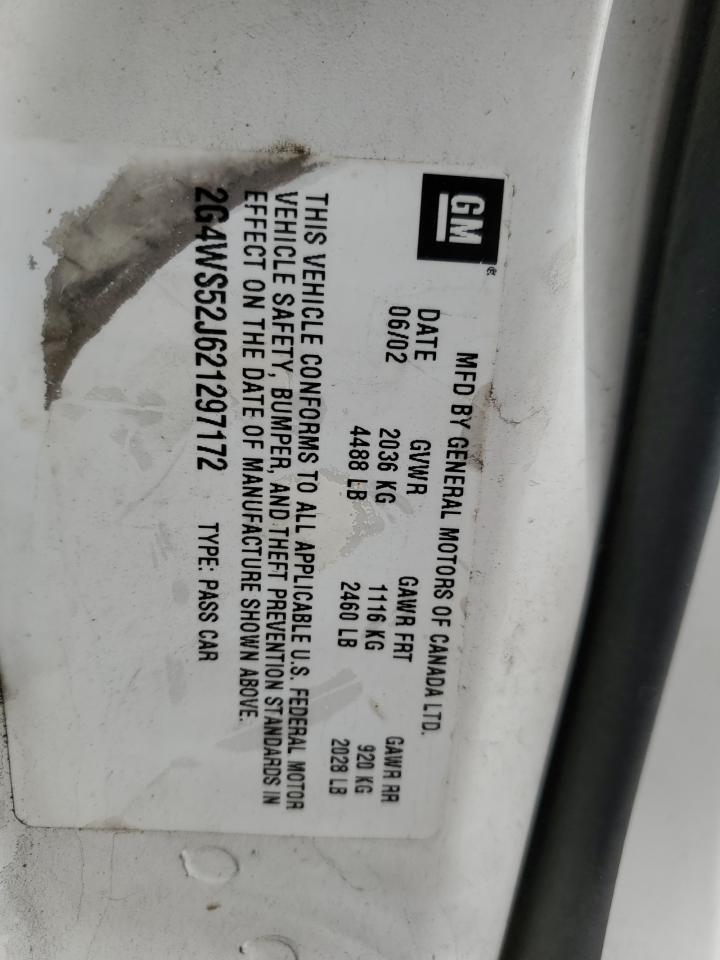 GM®
MFD BY GENERAL MOTORS OF CANADA LTD.
DATE GVWR GAWR FRT GAWR RR
06/02 2036 KG 1116 KG 920 KG
4488 LB 2460 LB 2028 LB
THIS VEHICLE CONFORMS TO ALL APPLICABLE U.S. FEDERAL MOTOR
VEHICLE SAFETY, BUMPER, AND THEFT PREVENTION STANDARDS IN
EFFECT ON THE DATE OF MANUFACTURE SHOWN ABOVE.
2G4WS52J621297172 TYPE: PASS CAR